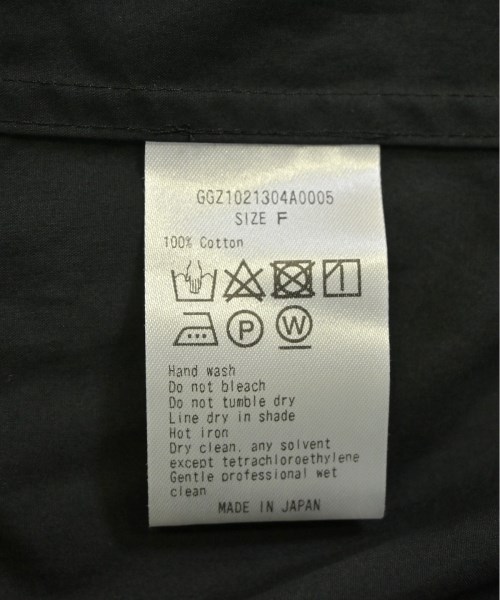 GGZ1021304A0005
SIZE F
100% Cotton
P W
Hand wash
Do not bleach
Do not tumble dry
Line dry in shade
Hot iron
Dry clean, any solvent
except tetrachloroethylene
Gentle professional wet
clean
MADE IN JAPAN